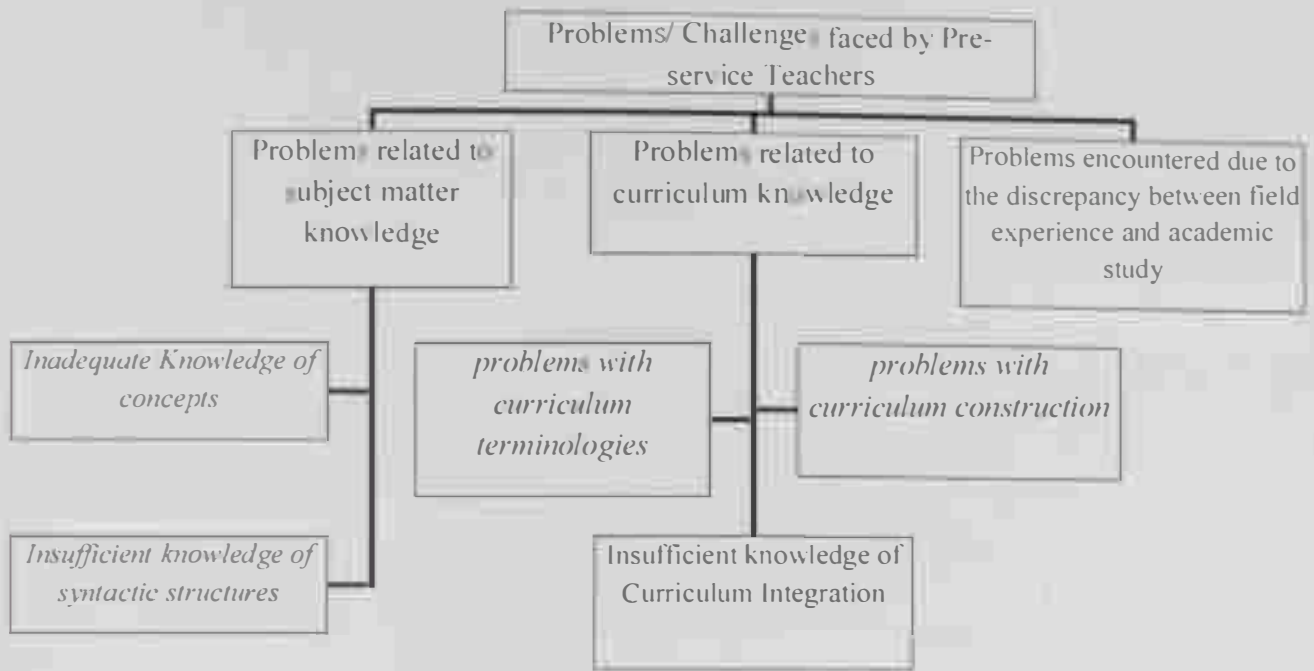 Problems/ Challenges faced by Pre-
service Teachers
Problems related to
subject matter
knowledge
Problems related to
curriculum knowledge
Problems encountered due to
the discrepancy between field
experience and academic
study
Inadequate Knowledge of
concepts
problems with
curriculum
terminologies
problems with
curriculum construction
Insufficient knowledge of
syntactic structures
Insufficient knowledge of
Curriculum Integration